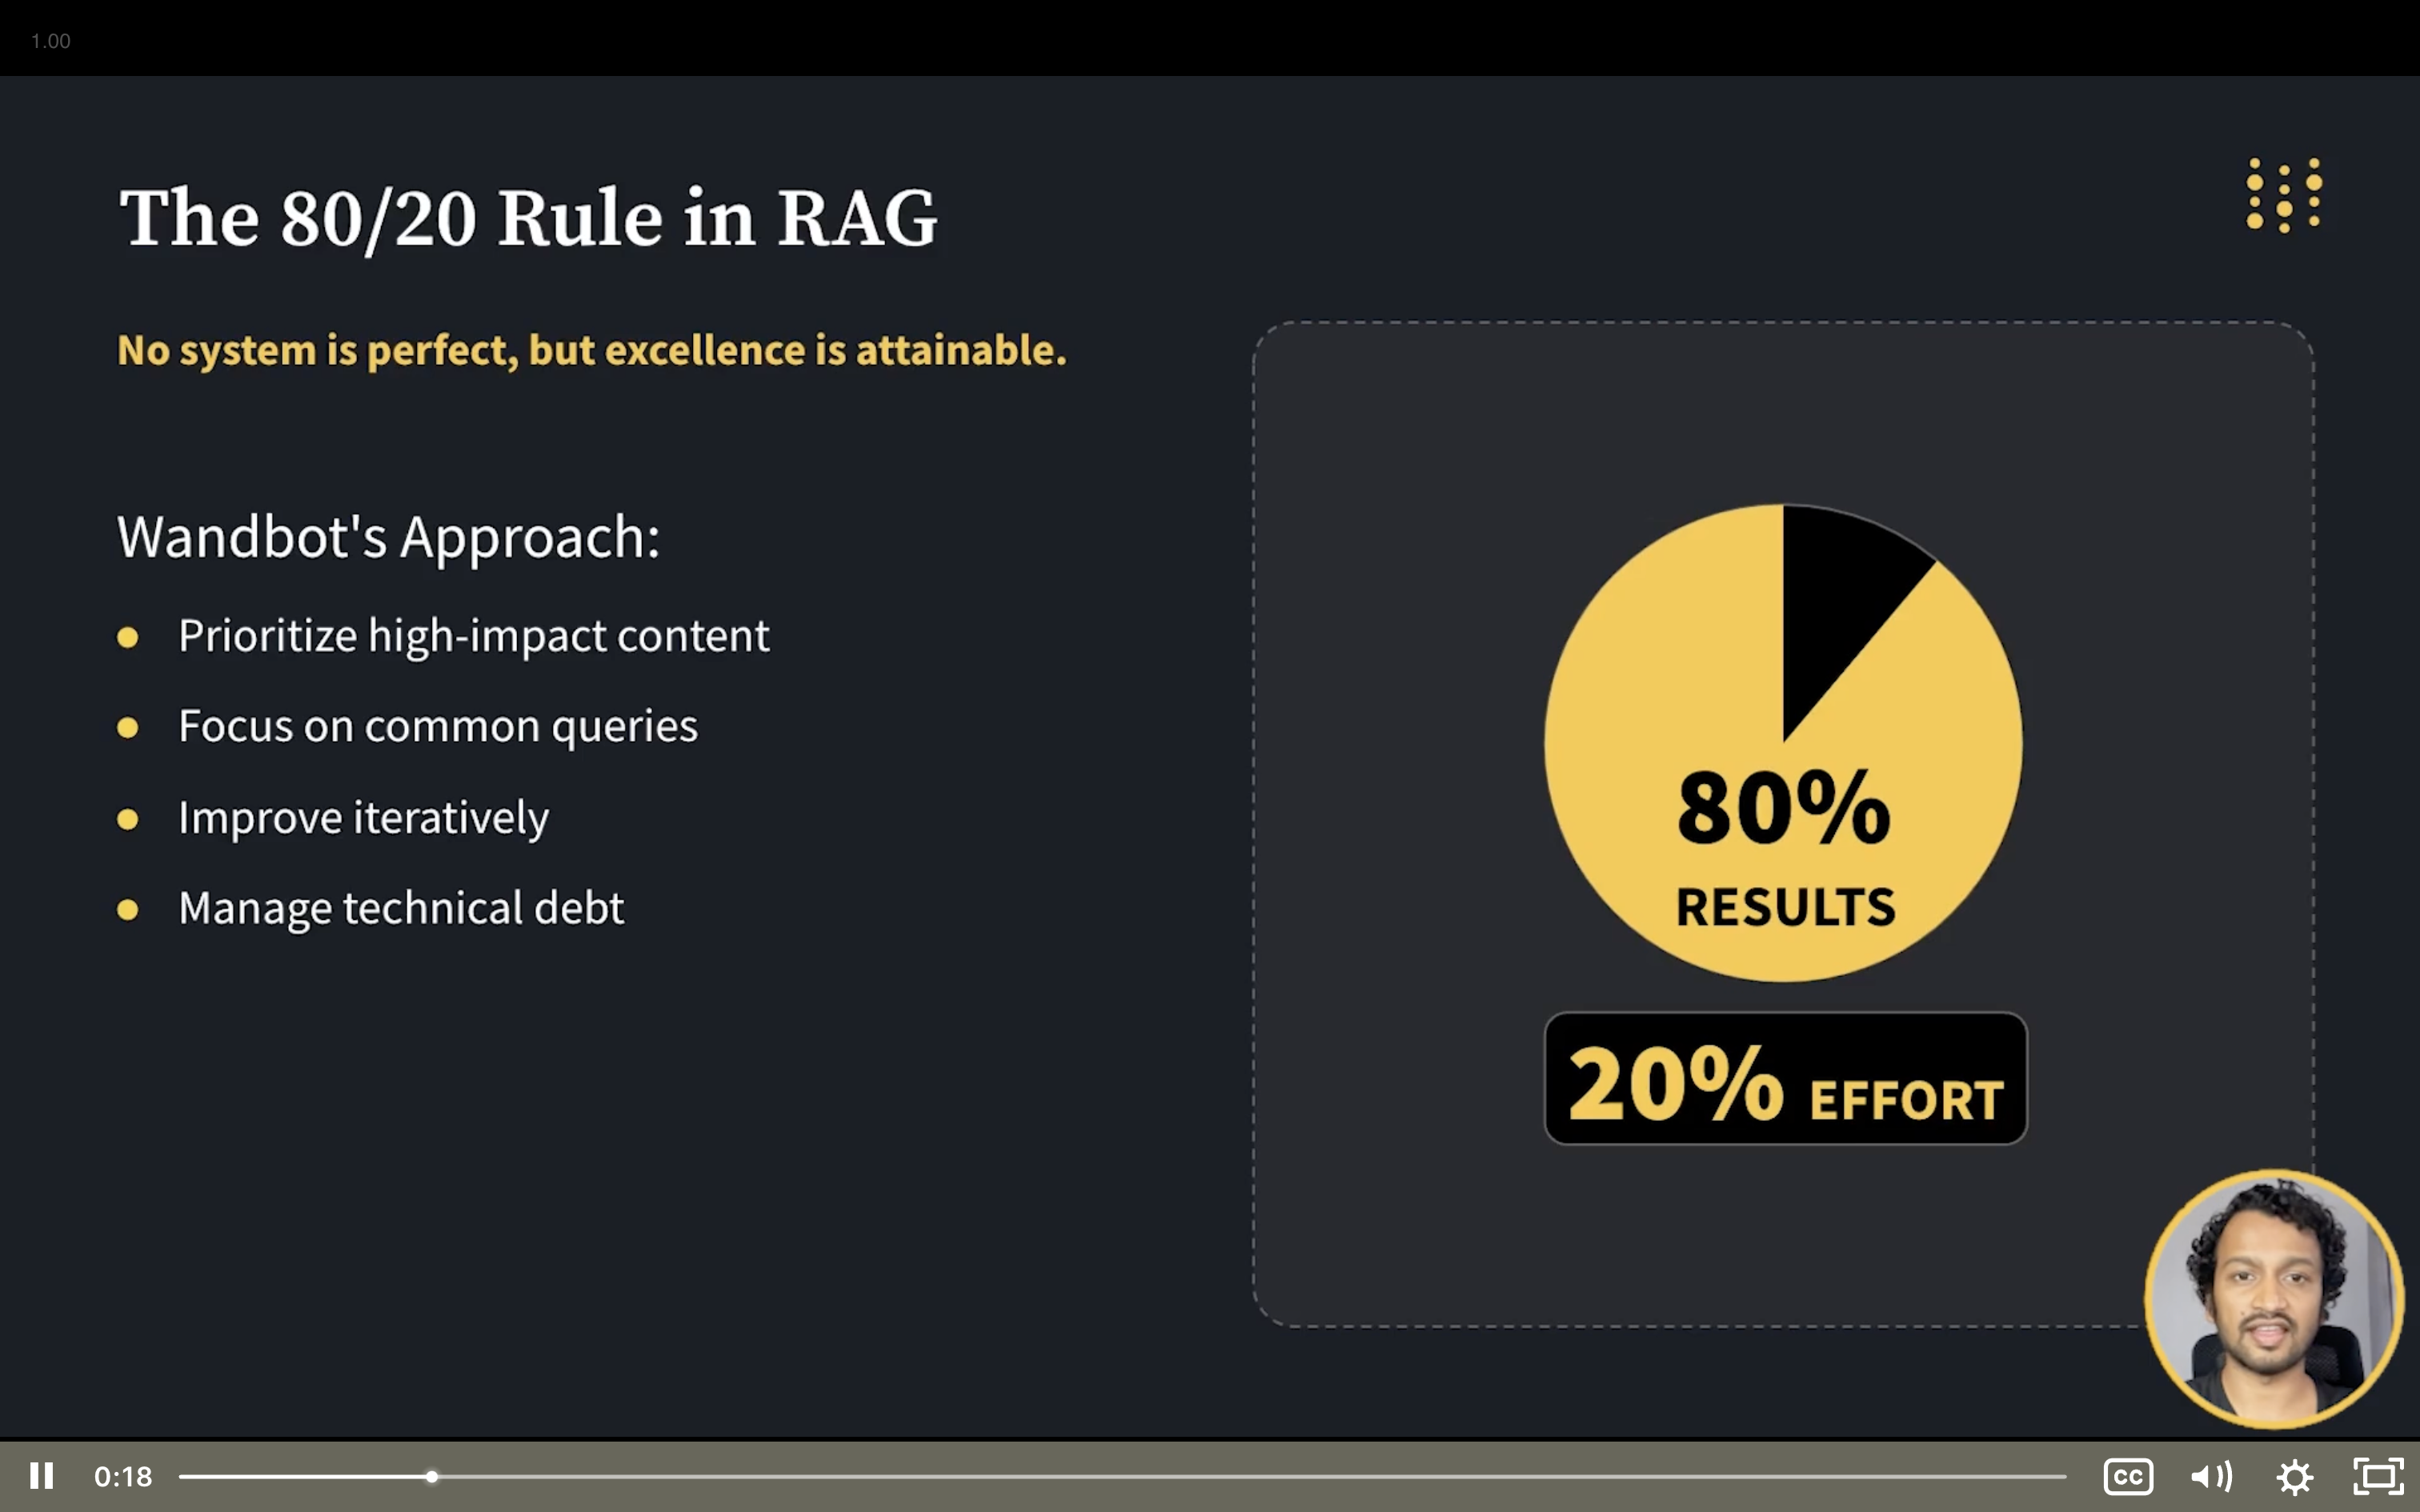 1.00
The 80/20 Rule in RAG
No system is perfect, but excellence is attainable.
Wandbot's Approach:
Prioritize high-impact content
Focus on common queries
Improve iteratively
Manage technical debt
80%
RESULTS
20% EFFORT
0:18
CC